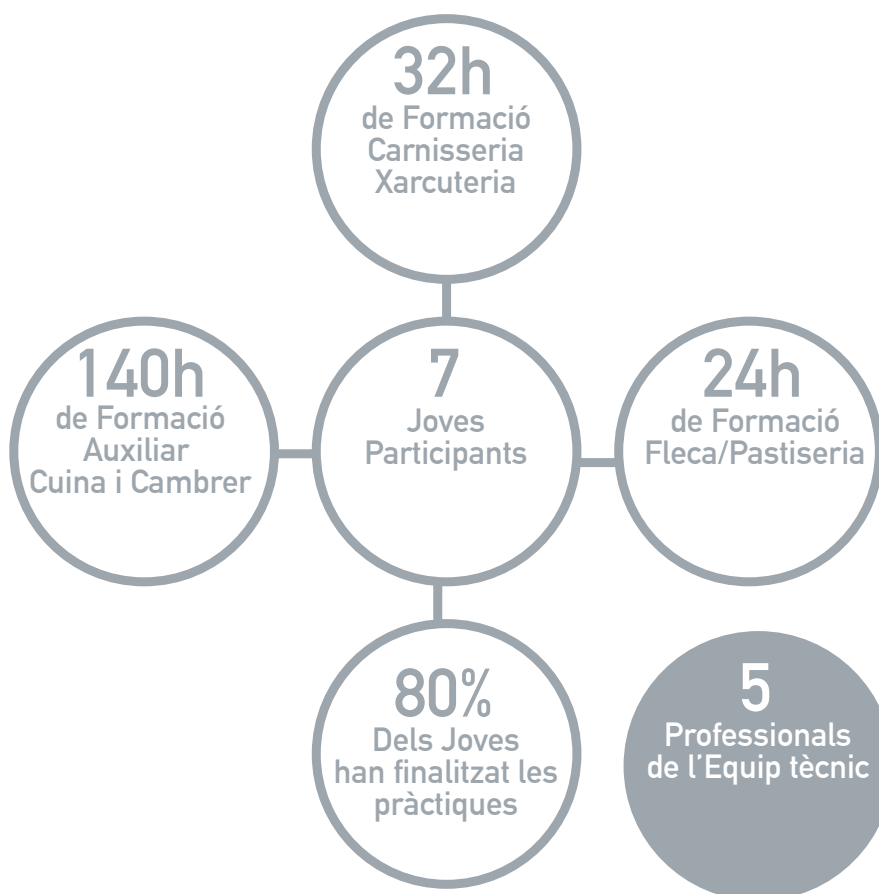 32h
de Formació
Carnisseria
Xarcuteria
140h
de Formació
Auxiliar
Cuina i Cambrer
7
Joves
Participants
24h
de Formació
Fleca/Pastiseria
80%
Dels Joves
han finalitzat les
pràctiques
5
Professionals
de l'Equip tècnic